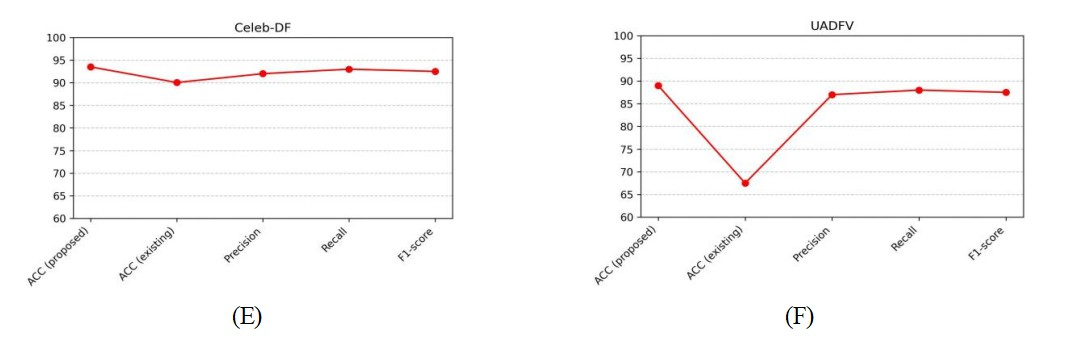 Celeb-DF
100
95
90
85
80
75
70
65
60
ACC (proposed)
ACC (existing)
Precision
Recall
F1-score
(E)
UADFV
100
95
90
85
80
75
70
65
60
ACC (proposed)
ACC (existing)
Precision
Recall
F1-score
(F)